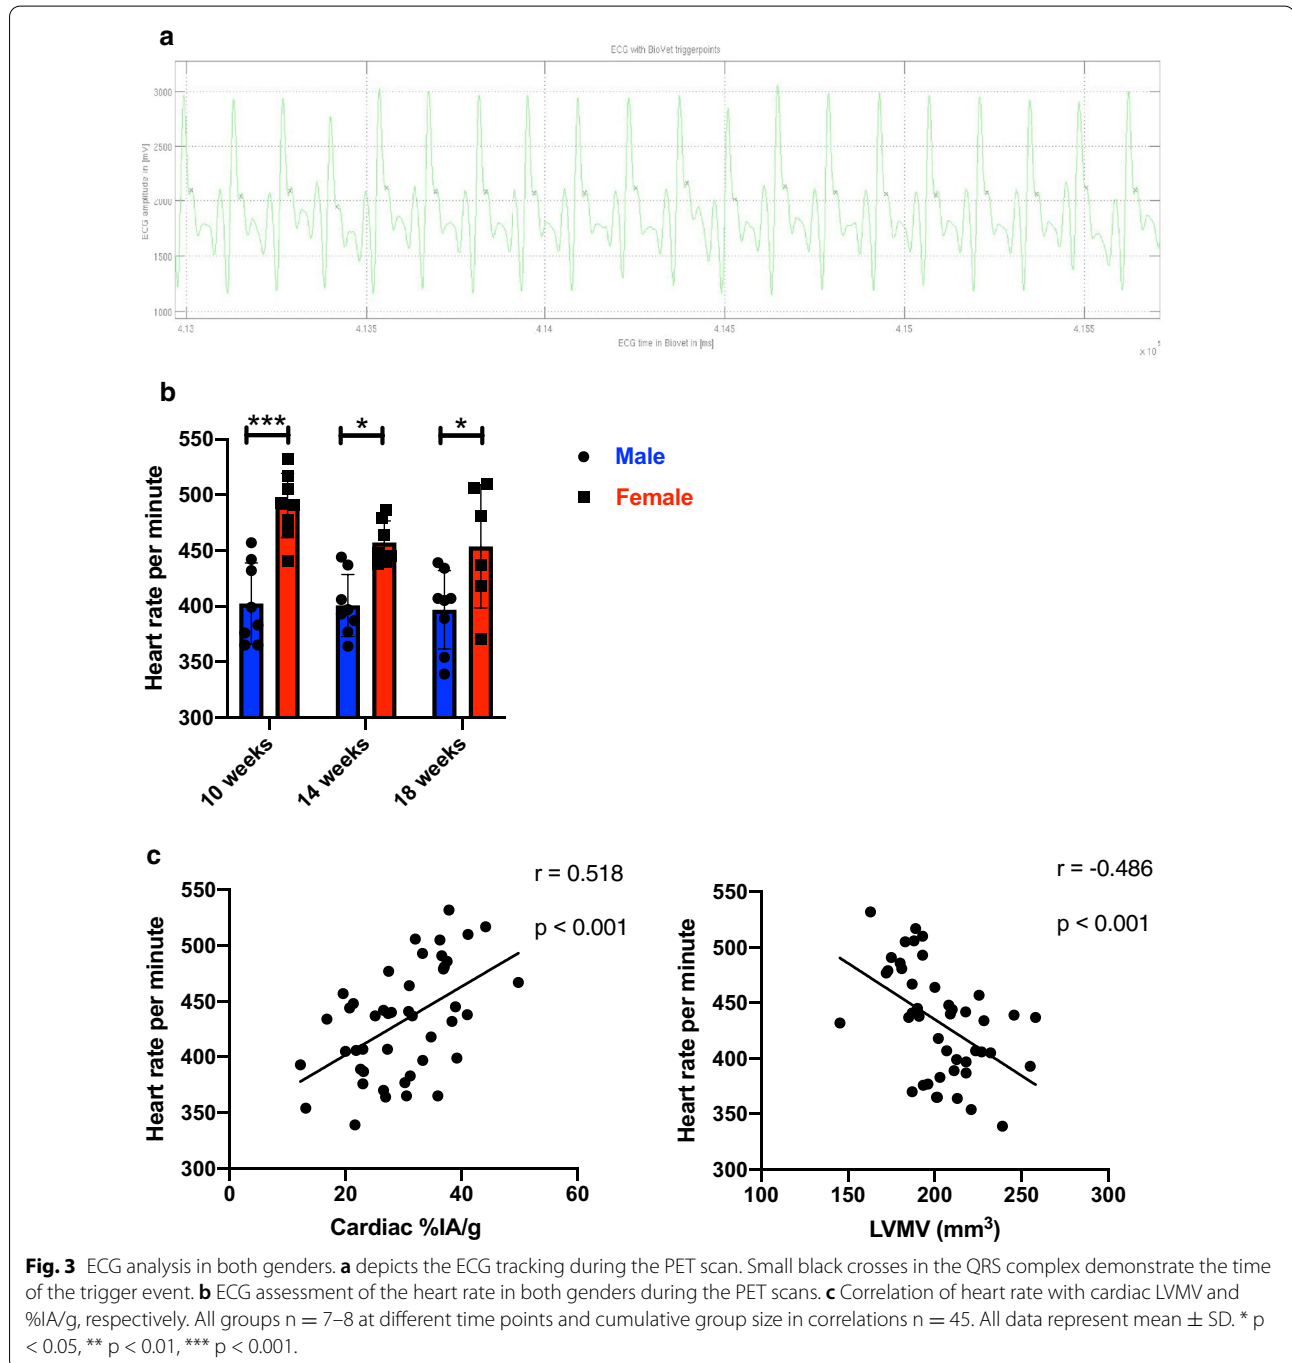 a
ECG with BioVet triggerpoints
3000
2500
2000
1500
1000
ECG amplitude in [mV]
4.13
4.135
4.14
4.145
4.15
4.155
ECG time in Biovet in [ms]
b
***
*
*
550
500
450
400
350
300
Heart rate per minute
10 weeks
14 weeks
18 weeks
Male
Female
c
r = 0.518
p < 0.001
550
500
450
400
350
300
Heart rate per minute
0
20
40
60
Cardiac %IA/g
r = -0.486
p < 0.001
550
500
450
400
350
300
Heart rate per minute
100
150
200
250
300
LVMV (mm³)
Fig. 3 ECG analysis in both genders. a depicts the ECG tracking during the PET scan. Small black crosses in the QRS complex demonstrate the time
of the trigger event. b ECG assessment of the heart rate in both genders during the PET scans. c Correlation of heart rate with cardiac LVMV and
%IA/g, respectively. All groups n = 7–8 at different time points and cumulative group size in correlations n = 45. All data represent mean ± SD. * p
< 0.05, ** p < 0.01, *** p < 0.001.